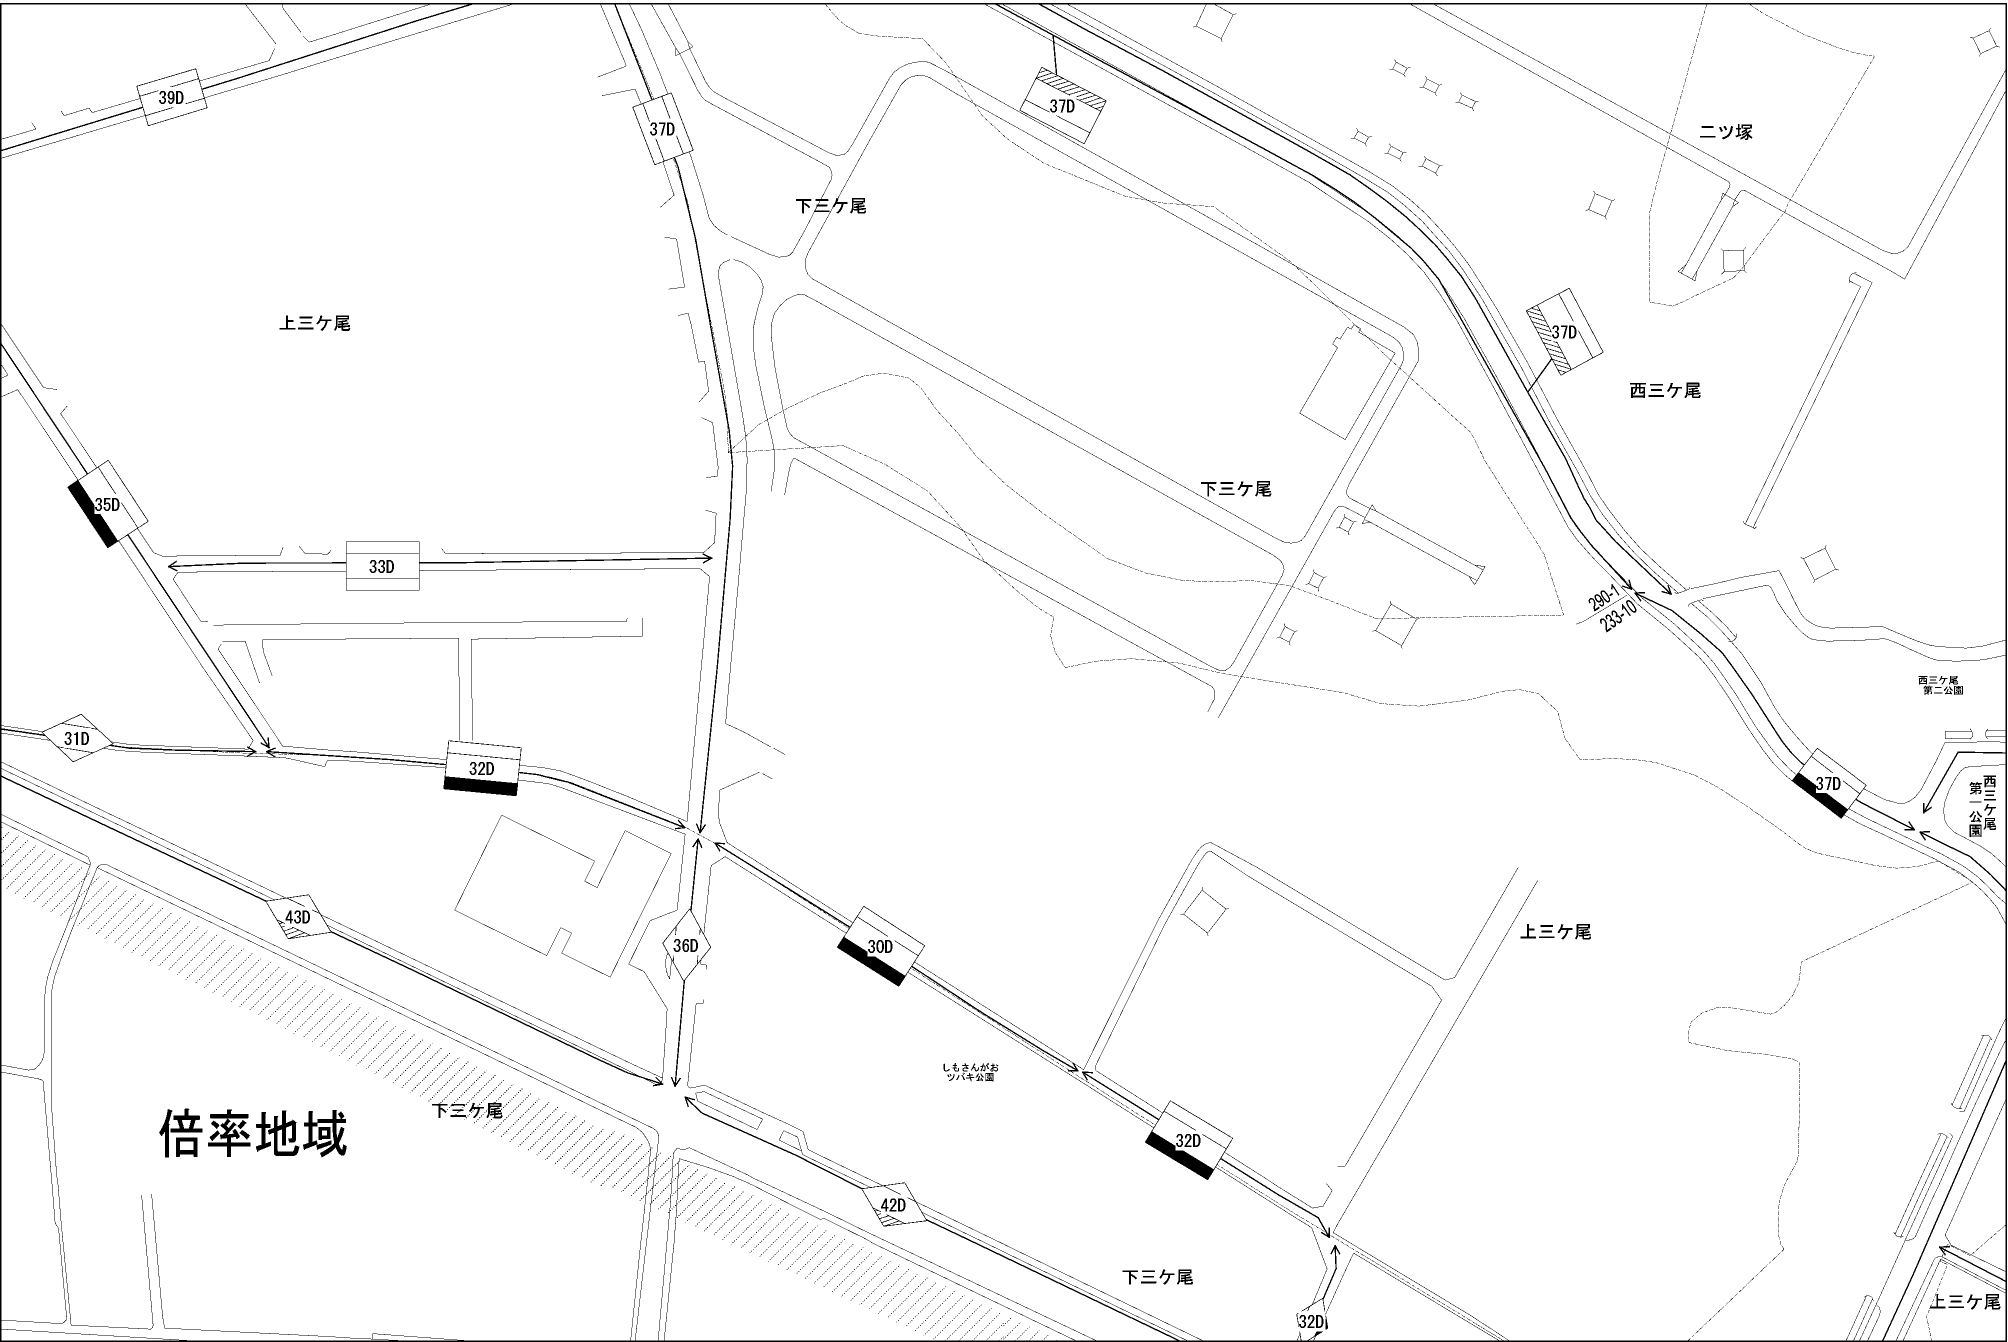 39D
37D
37D
二ツ塚
下三ケ尾
上三ケ尾
37D
西三ケ尾
下三ケ尾
35D
33D
290-1
233-10
西三ケ尾
第二公園
31D
32D
37D
西三ケ尾
第一公園
43D
36D
30D
上三ケ尾
しもさんがお
ツバキ公園
下三ケ尾
倍率地域
32D
42D
下三ケ尾
32D
上三ケ尾